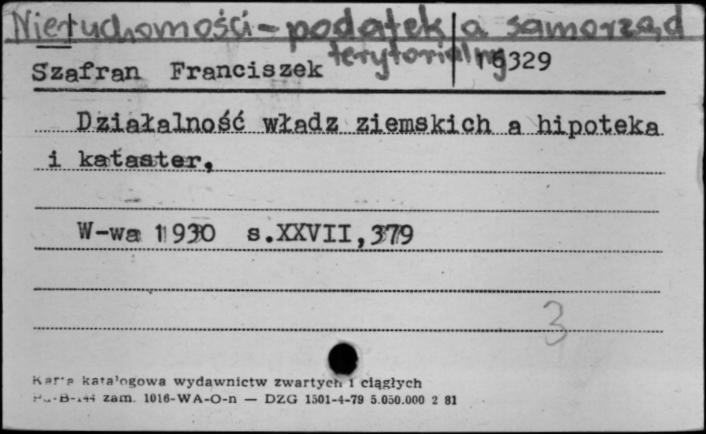 Nieruchomości - podatek a samorząd
terytorialny
Szafran Franciszek 16329
Działalność władz ziemskich a hipoteka
i kataster,
W-wa 1930 s.XXVII,379
3
Karta katalogowa wydawnictw zwartych i ciągłych
zam. 1016-WA-O-n — DZG 1501-4-79 5.050.000 2 81